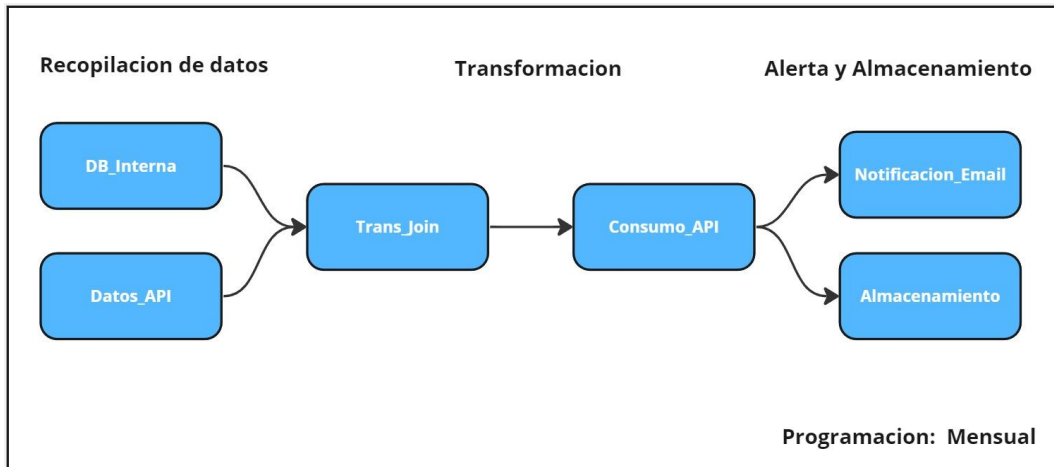 Recopilacion de datos
Transformacion
Alerta y Almacenamiento
DB_Interna
Notificacion_Email
Trans_Join
Consumo_API
Datos_API
Almacenamiento
Programacion: Mensual